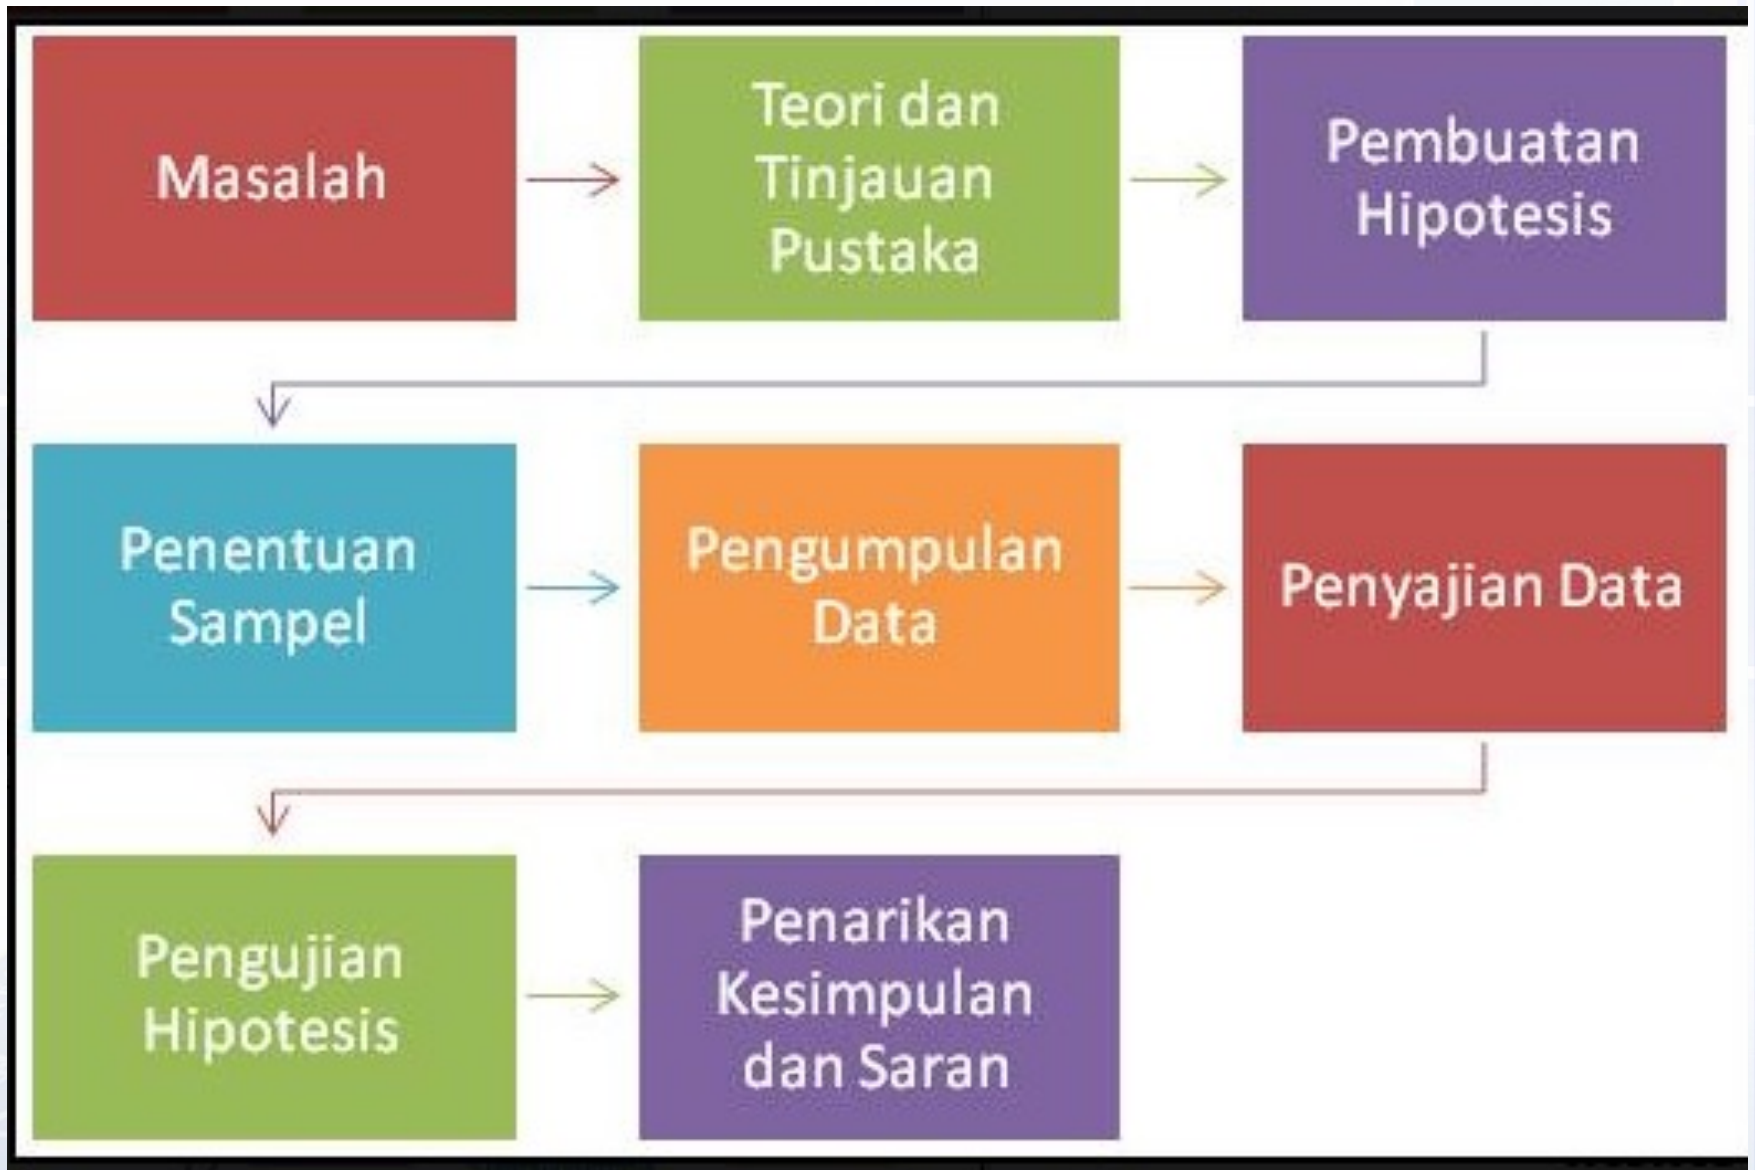 Masalah
Teori dan
Tinjauan
Pustaka
Pembuatan
Hipotesis
Penentuan
Sampel
Pengumpulan
Data
Penyajian Data
Pengujian
Hipotesis
Penarikan
Kesimpulan
dan Saran